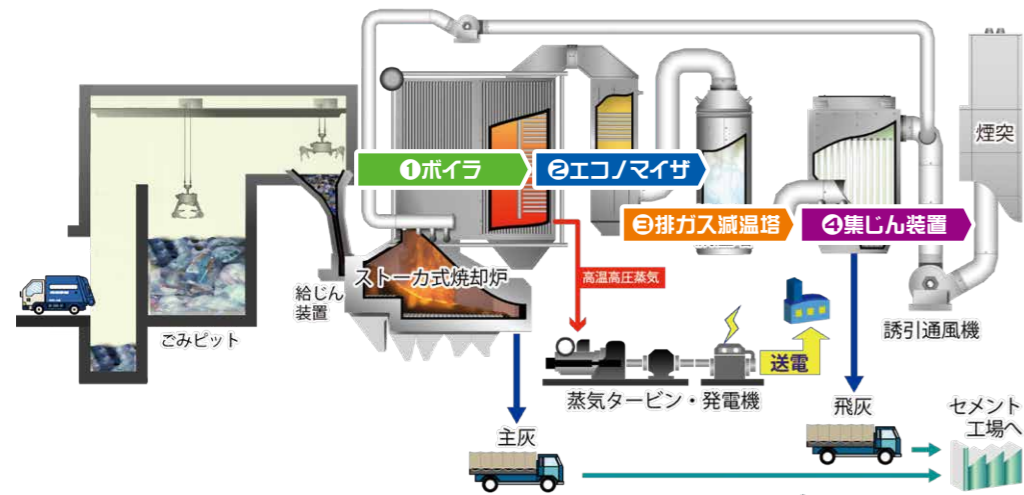 ❶ボイラ
❷エコノマイザ
❸排ガス減温塔
❹集じん装置
煙突
ストーカ式焼却炉
高温高圧蒸気
給じん
装置
ごみピット
誘引通風機
送電
蒸気タービン・発電機
主灰
飛灰
セメント
工場へ